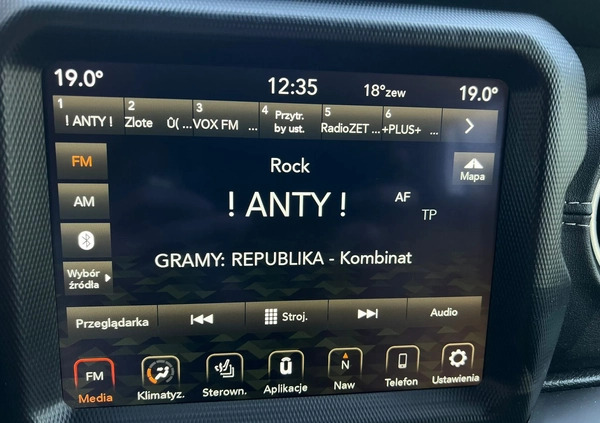 19.0°
12:35
18°zew
19.0°
1
! ANTY !
2
Zlote Û( ...
3
VOX FM ...
4
Przytr.
by ust.
5
RadioZET ...
6
+PLUS+ ...
FM
Rock
Mapa
AM
! ANTY !
AF
TP
GRAMY: REPUBLIKA - Kombinat
Wybór
źródła
Przeglądarka
Stroj.
Audio
FM
Media
Klimatyz.
Sterown.
Aplikacje
N
Naw
Telefon
Ustawienia